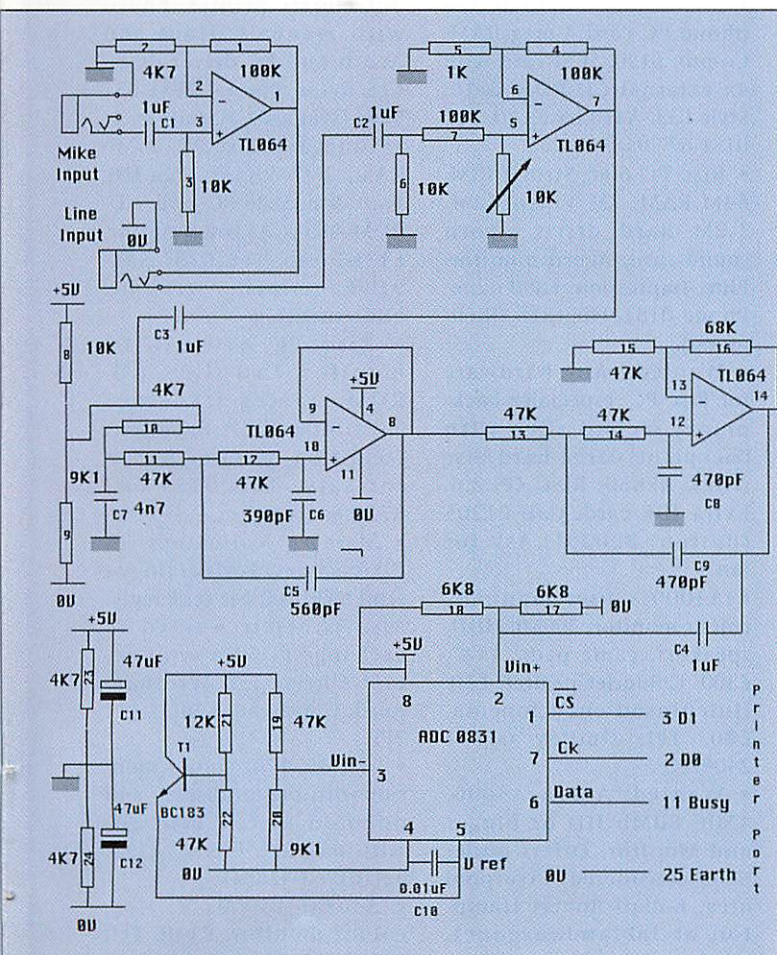 2
4K7
1
100K
1uF
C1
2
3
1
TL064
3
10K
Mike
Input
Line
Input
0V
5
1K
4
100K
1uF
C2
100K
7
6
5
7
TL064
6
10K
10K
+5V
8
10K
C3
1uF
4K7
10
9K1
11
47K
12
47K
TL064
9
10
8
+5V
4
11
0V
C7
4n7
390pF
C6
C5
560pF
9
0V
47K
13
47K
14
15
47K
68K
16
13
12
14
TL064
470pF
C8
C9
470pF
6K8
18
6K8
17
0V
C4
1uF
+5V
Vin+
8
2
ADC 0831
Vin-
3
4
5
1
7
6
CS
Ck
Data
3 D1
2 D0
11 Busy
0V
25 Earth
Printer Port
V ref
0.01uF
C10
+5V
47uF
4K7
23
C11
47uF
4K7
24
C12
0V
+5V
12K
21
19
47K
T1
BC183
22
47K
20
9K1
0V